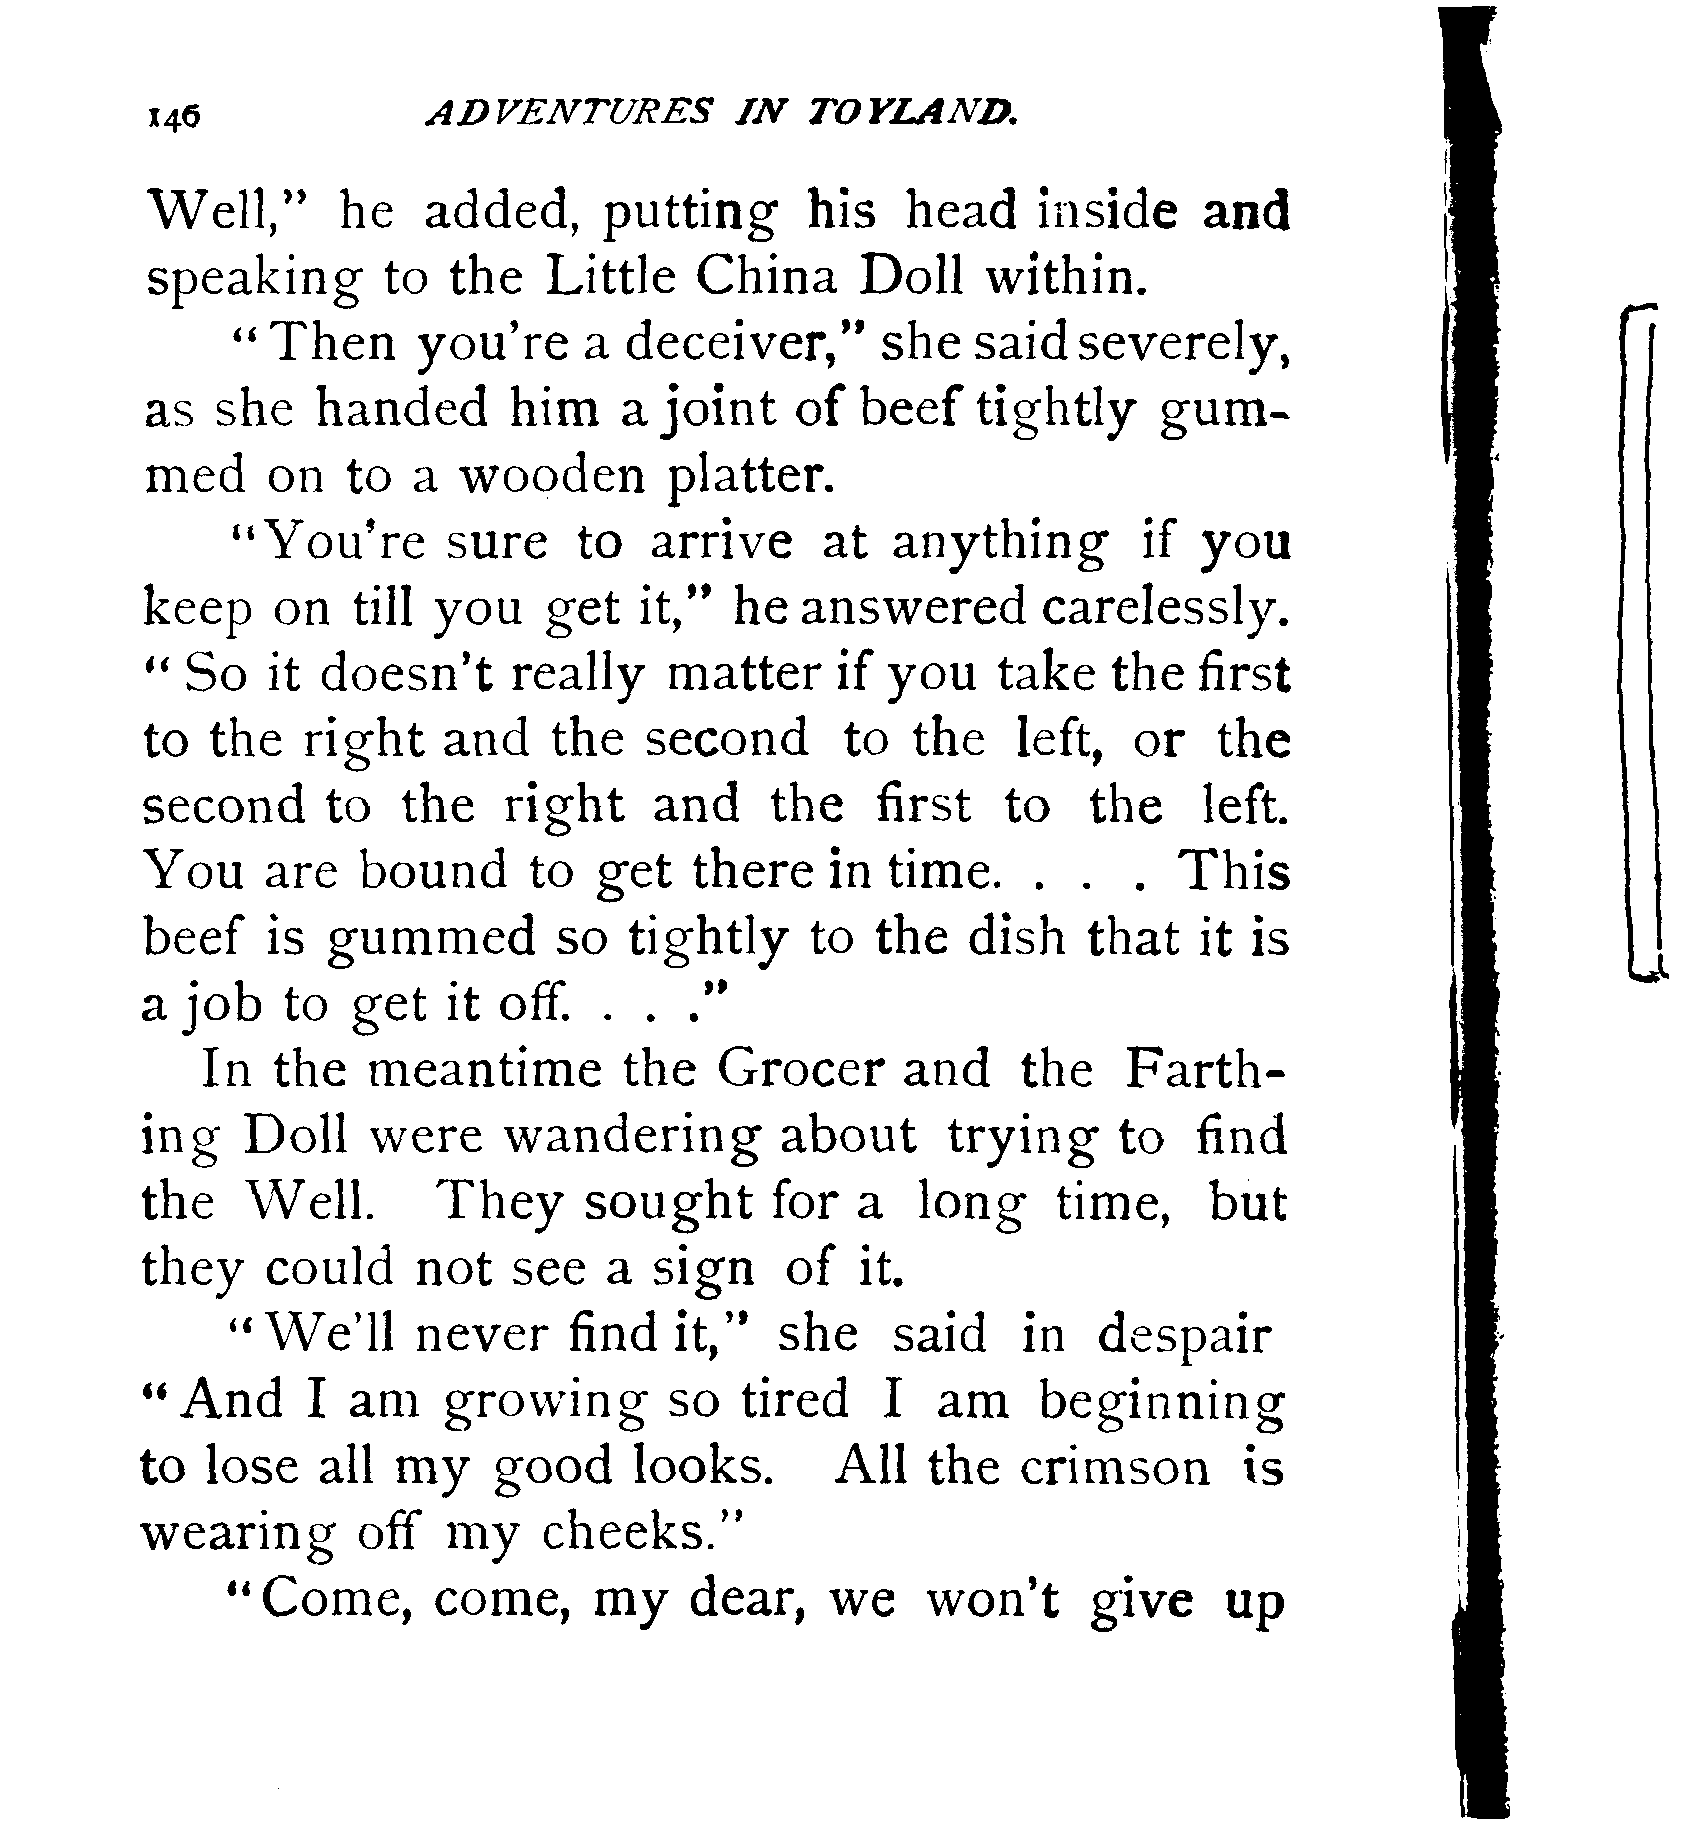 146 ADVENTURES IN TOYLAND.
Well," he added, putting his head inside and
speaking to the Little China Doll within.
"Then you're a deceiver," she said severely,
as she handed him a joint of beef tightly gum-
med on to a wooden platter.
"You're sure to arrive at anything if you
keep on till you get it," he answered carelessly.
"So it doesn't really matter if you take the first
to the right and the second to the left, or the
second to the right and the first to the left.
You are bound to get there in time. . . . This
beef is gummed so tightly to the dish that it is
a job to get it off. . . ."
In the meantime the Grocer and the Farth-
ing Doll were wandering about trying to find
the Well. They sought for a long time, but
they could not see a sign of it.
"We'll never find it," she said in despair
"And I am growing so tired I am beginning
to lose all my good looks. All the crimson is
wearing off my cheeks."
"Come, come, my dear, we won't give up